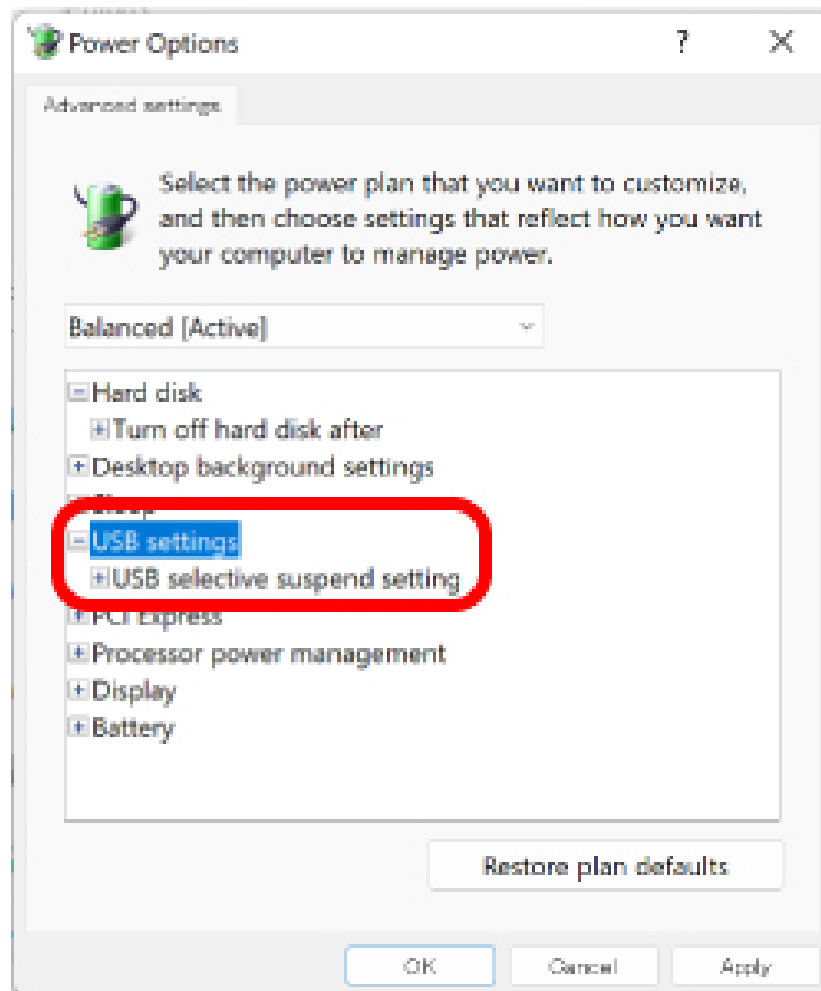 Power Options
?
Advanced settings
Select the power plan that you want to customize,
and then choose settings that reflect how you want
your computer to manage power.
Balanced [Active]
Hard disk
Turn off hard disk after
Desktop background settings
Sleep
USB settings
USB selective suspend setting
PCI Express
Processor power management
Display
Battery
Restore plan defaults
OK Cancel Apply